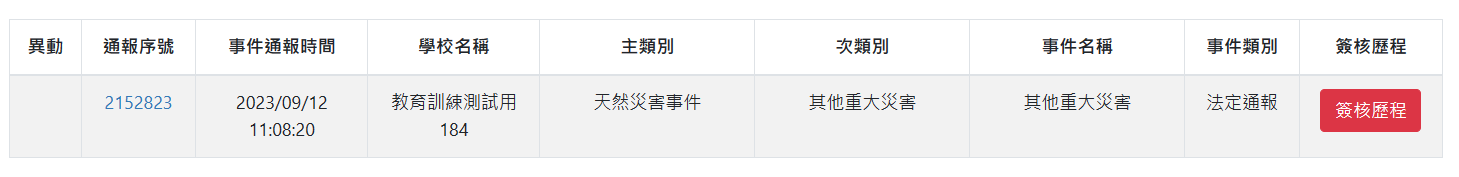 異動 通報序號 事件通報時間 學校名稱 主類別 次類別 事件名稱 事件類別 簽核歷程
2152823 2023/09/12 教育訓練測試用 天然災害事件 其他重大災害 其他重大災害 法定通報 簽核歷程
11:08:20 184